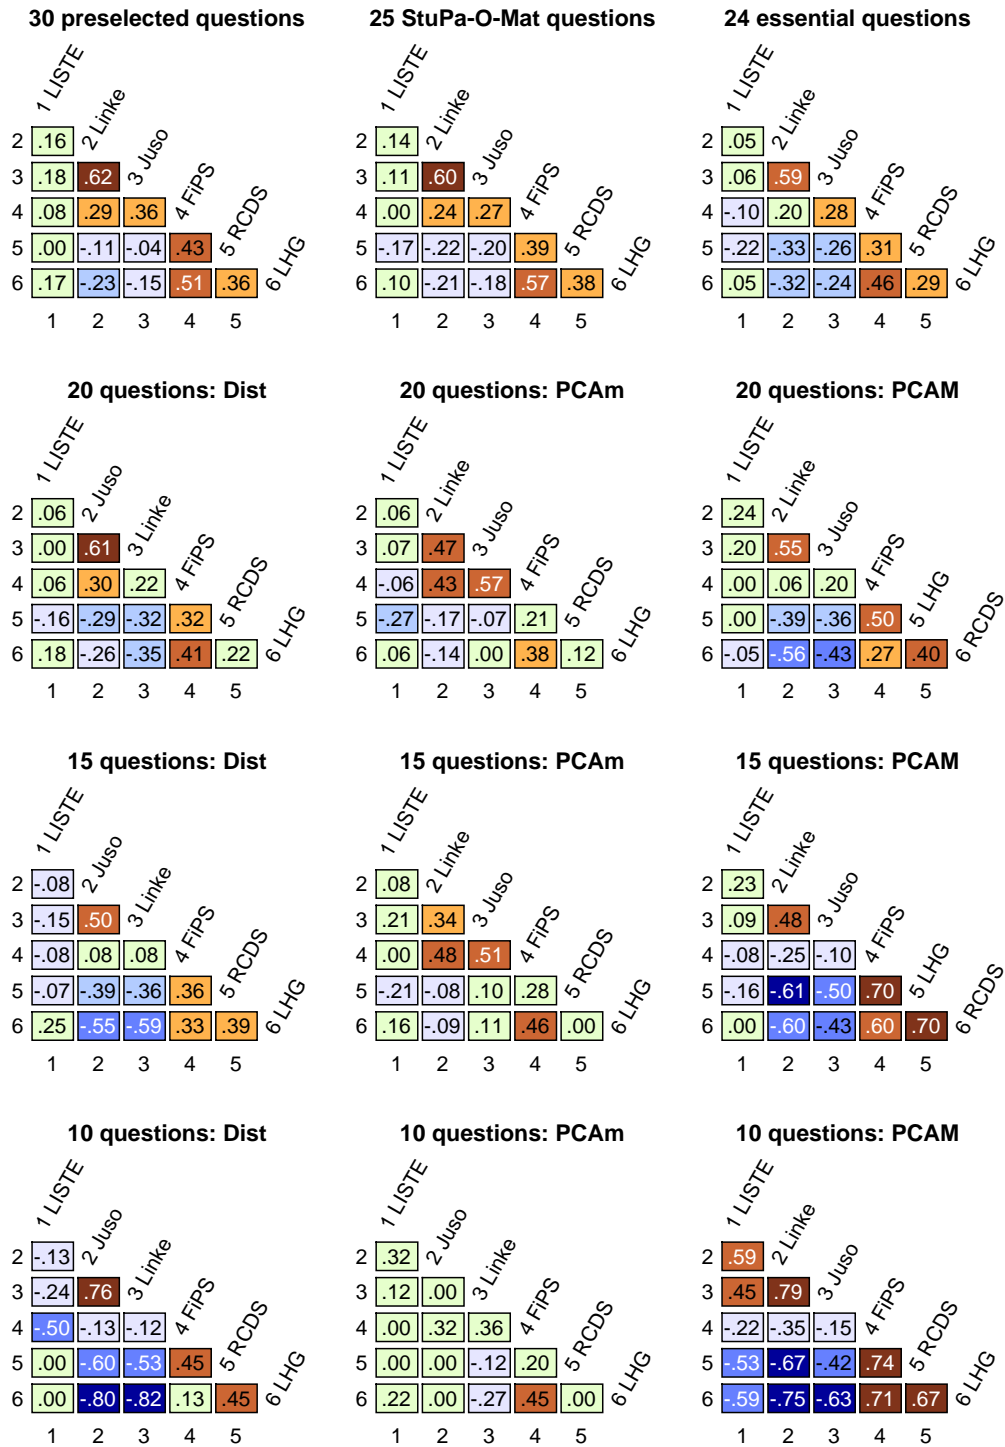 30 preselected questions
1 LISTE
2 .16 2 Linke
3 .18 .62 3 Juso
4 .08 .29 .36 4 FiPS
5 .00 -.11 -.04 .43 5 RCDS
6 .17 -.23 -.15 .51 .36 6 LHG
1 2 3 4 5
25 StuPa-O-Mat questions
1 LISTE
2 .14 2 Linke
3 .11 .60 3 Juso
4 .00 .24 .27 4 FiPS
5 -.17 -.22 -.20 .39 5 RCDS
6 .10 -.21 -.18 .57 .38 6 LHG
1 2 3 4 5
24 essential questions
1 LISTE
2 .05 2 Linke
3 .06 .59 3 Juso
4 -.10 .20 .28 4 FiPS
5 -.22 -.33 -.26 .31 5 RCDS
6 .05 -.32 -.24 .46 .29 6 LHG
1 2 3 4 5
20 questions: Dist
1 LISTE
2 .06 2 Juso
3 .00 .61 3 Linke
4 .06 .30 .22 4 FiPS
5 -.16 -.29 -.32 .32 5 RCDS
6 .18 -.26 -.35 .41 .22 6 LHG
1 2 3 4 5
20 questions: PCAm
1 LISTE
2 .06 2 Linke
3 .07 .47 3 Juso
4 -.06 .43 .57 4 FiPS
5 -.27 -.17 -.07 .21 5 RCDS
6 .06 -.14 .00 .38 .12 6 LHG
1 2 3 4 5
20 questions: PCAM
1 LISTE
2 .24 2 Linke
3 .20 .55 3 Juso
4 .00 .06 .20 4 FiPS
5 .00 -.39 -.36 .50 5 LHG
6 -.05 -.56 -.43 .27 .40 6 RCDS
1 2 3 4 5
15 questions: Dist
1 LISTE
2 -.08 2 Juso
3 -.15 .50 3 Linke
4 -.08 .08 .08 4 FiPS
5 -.07 -.39 -.36 .36 5 RCDS
6 .25 -.55 -.59 .33 .39 6 LHG
1 2 3 4 5
15 questions: PCAm
1 LISTE
2 .08 2 Linke
3 .21 .34 3 Juso
4 .00 .48 .51 4 FiPS
5 -.21 -.08 .10 .28 5 RCDS
6 .16 -.09 .11 .46 .00 6 LHG
1 2 3 4 5
15 questions: PCAM
1 LISTE
2 .23 2 Linke
3 .09 .48 3 Juso
4 -.08 -.25 -.10 4 FiPS
5 -.16 -.61 -.50 .70 5 LHG
6 .00 -.60 -.43 .60 .70 6 RCDS
1 2 3 4 5
10 questions: Dist
1 LISTE
2 -.13 2 Juso
3 -.24 .76 3 Linke
4 -.50 -.13 -.12 4 FiPS
5 .00 -.60 -.53 .45 5 RCDS
6 .00 -.80 -.82 .13 .45 6 LHG
1 2 3 4 5
10 questions: PCAm
1 LISTE
2 .32 2 Juso
3 .12 .00 3 Linke
4 .00 .32 .36 4 FiPS
5 .00 .00 -.12 .20 5 RCDS
6 .22 .00 -.27 .45 .00 6 LHG
1 2 3 4 5
10 questions: PCAM
1 LISTE
2 .59 2 Linke
3 .45 .79 3 Juso
4 -.22 -.35 -.15 4 FiPS
5 -.53 -.67 -.42 .74 5 RCDS
6 -.59 -.75 -.63 .71 .67 6 LHG
1 2 3 4 5